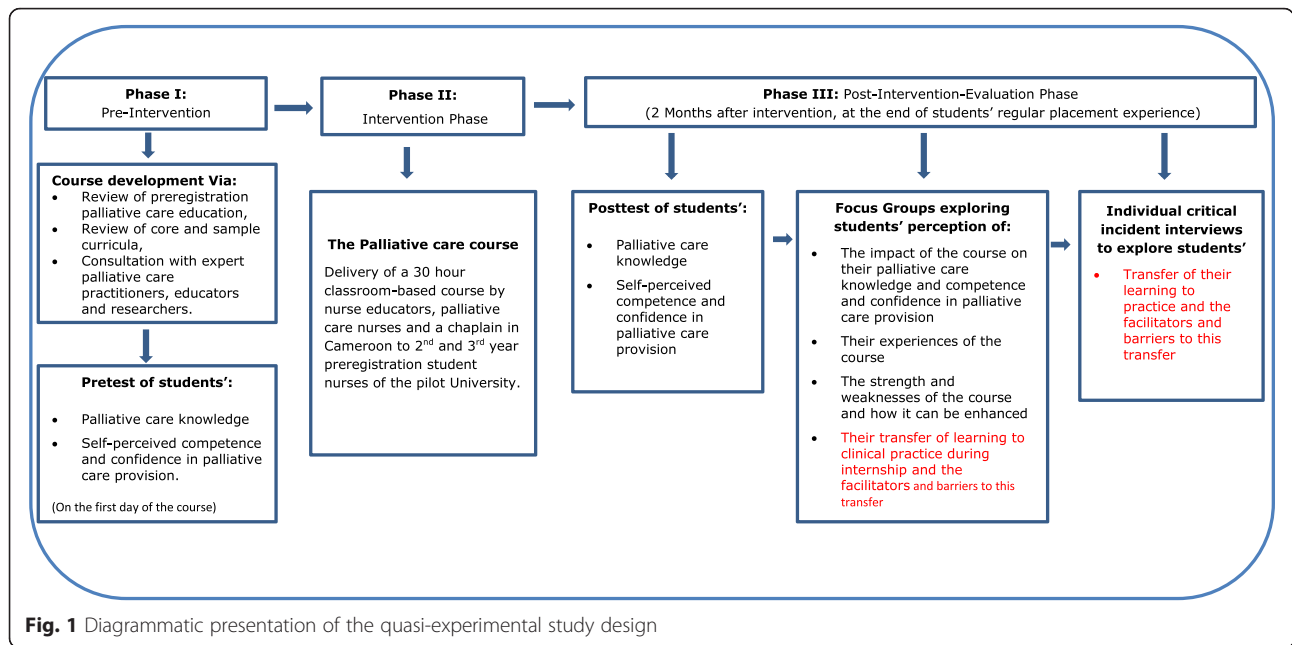 Phase I:
Pre-Intervention
Phase II:
Intervention Phase
Phase III: Post-Intervention-Evaluation Phase
(2 Months after intervention, at the end of students' regular placement experience)
Course development Via:
• Review of preregistration
palliative care education,
• Review of core and sample
curricula,
• Consultation with expert
palliative care
practitioners, educators
and researchers.
Pretest of students':
• Palliative care knowledge
• Self-perceived competence
and confidence in palliative
care provision.
(On the first day of the course)
The Palliative care course
Delivery of a 30 hour
classroom-based course by
nurse educators, palliative
care nurses and a chaplain in
Cameroon to 2nd and 3rd year
preregistration student
nurses of the pilot University.
Posttest of students':
• Palliative care
knowledge
• Self-perceived
competence and
confidence in
palliative care
provision
Focus Groups exploring
students' perception of:
• The impact of the course on
their palliative care
knowledge and competence
and confidence in palliative
care provision
• Their experiences of the
course
• The strength and
weaknesses of the course
and how it can be enhanced
• Their transfer of learning to
clinical practice during
internship and the
facilitators and barriers to this
transfer
Individual critical
incident interviews
to explore students'
• Transfer of their
learning to
practice and the
facilitators and
barriers to this
transfer
Fig. 1 Diagrammatic presentation of the quasi-experimental study design